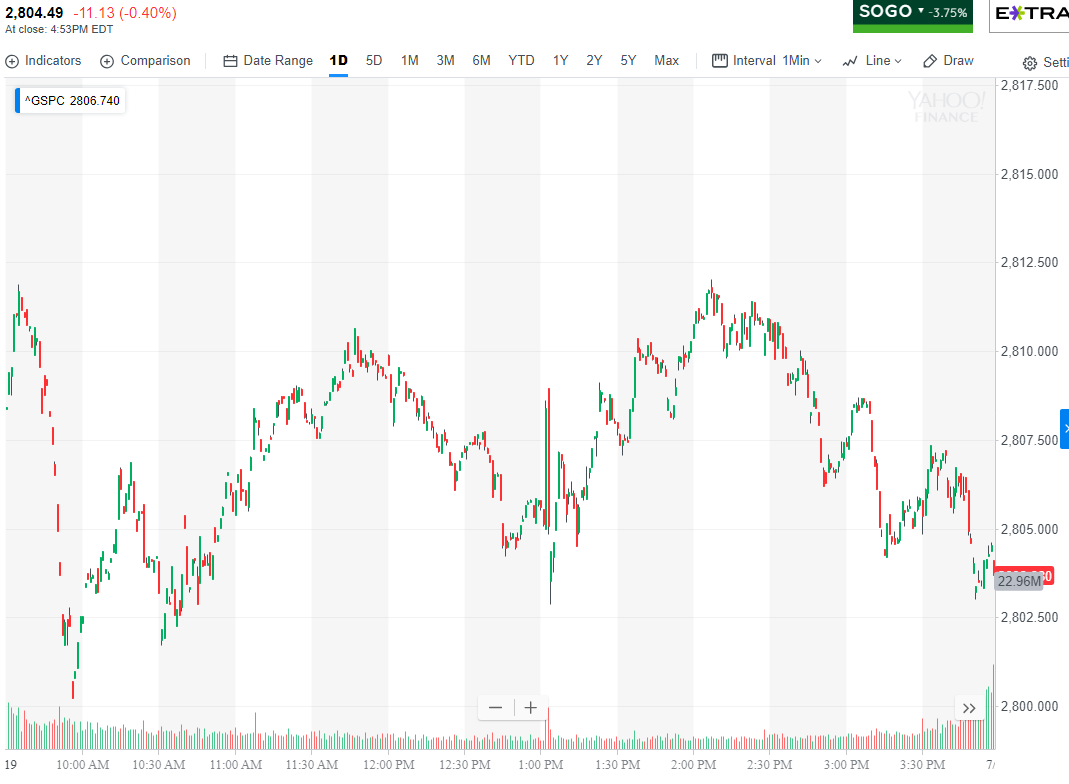 2,804.49 -11.13 (-0.40%)
At close: 4:53PM EDT
SOGO -3.75%
E*TRA
Indicators Comparison Date Range 1D 5D 1M 3M 6M YTD 1Y 2Y 5Y Max Interval 1Min Line Draw Setti
^GSPC 2806.740
YAHOO!
FINANCE
2,817.500
2,815.000
2,812.500
2,810.000
2,807.500
2,805.000
22.96M
2,802.500
2,800.000
19 10:00 AM 10:30 AM 11:00 AM 11:30 AM 12:00 PM 12:30 PM 1:00 PM 1:30 PM 2:00 PM 2:30 PM 3:00 PM 3:30 PM 7/